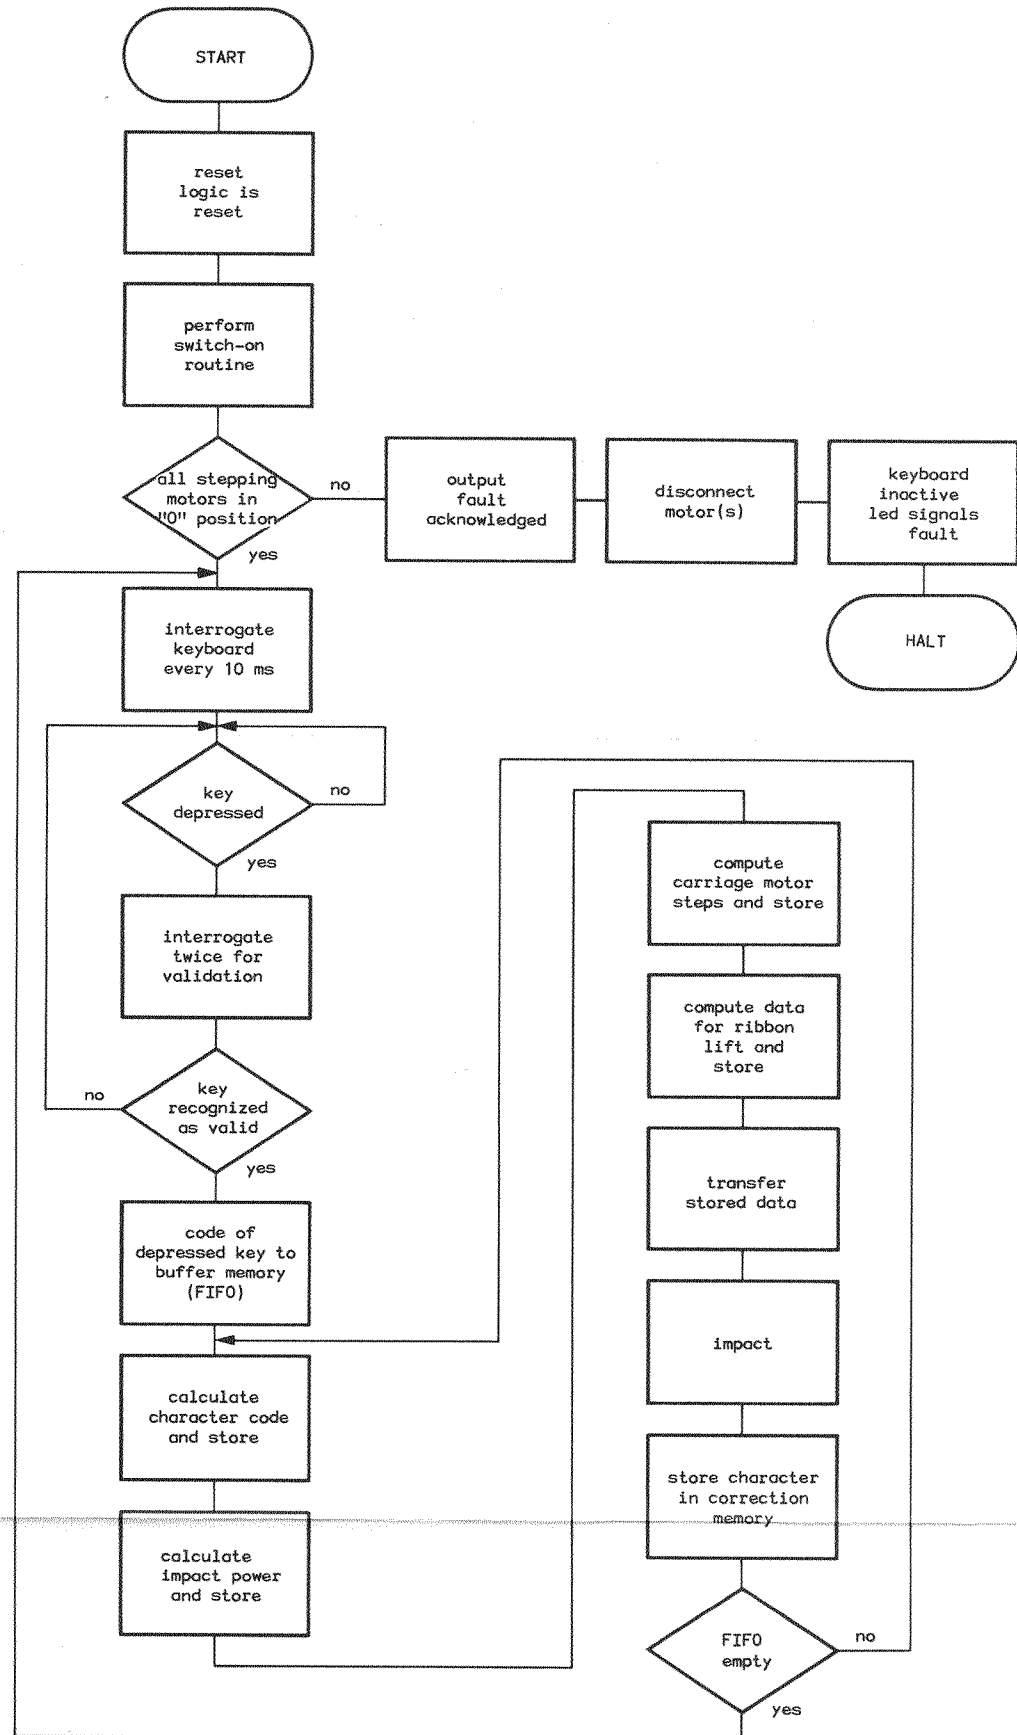 START
reset
logic is
reset
perform
switch-on
routine
all stepping
motors in
"0" position
no
yes
output
fault
acknowledged
disconnect
motor(s)
keyboard
inactive
led signals
fault
HALT
interrogate
keyboard
every 10 ms
key
depressed
no
yes
interrogate
twice for
validation
key
recognized
as valid
no
yes
code of
depressed key to
buffer memory
(FIFO)
calculate
character code
and store
calculate
impact power
and store
compute
carriage motor
steps and store
compute data
for ribbon
lift and
store
transfer
stored data
impact
store character
in correction
memory
FIFO
empty
no
yes